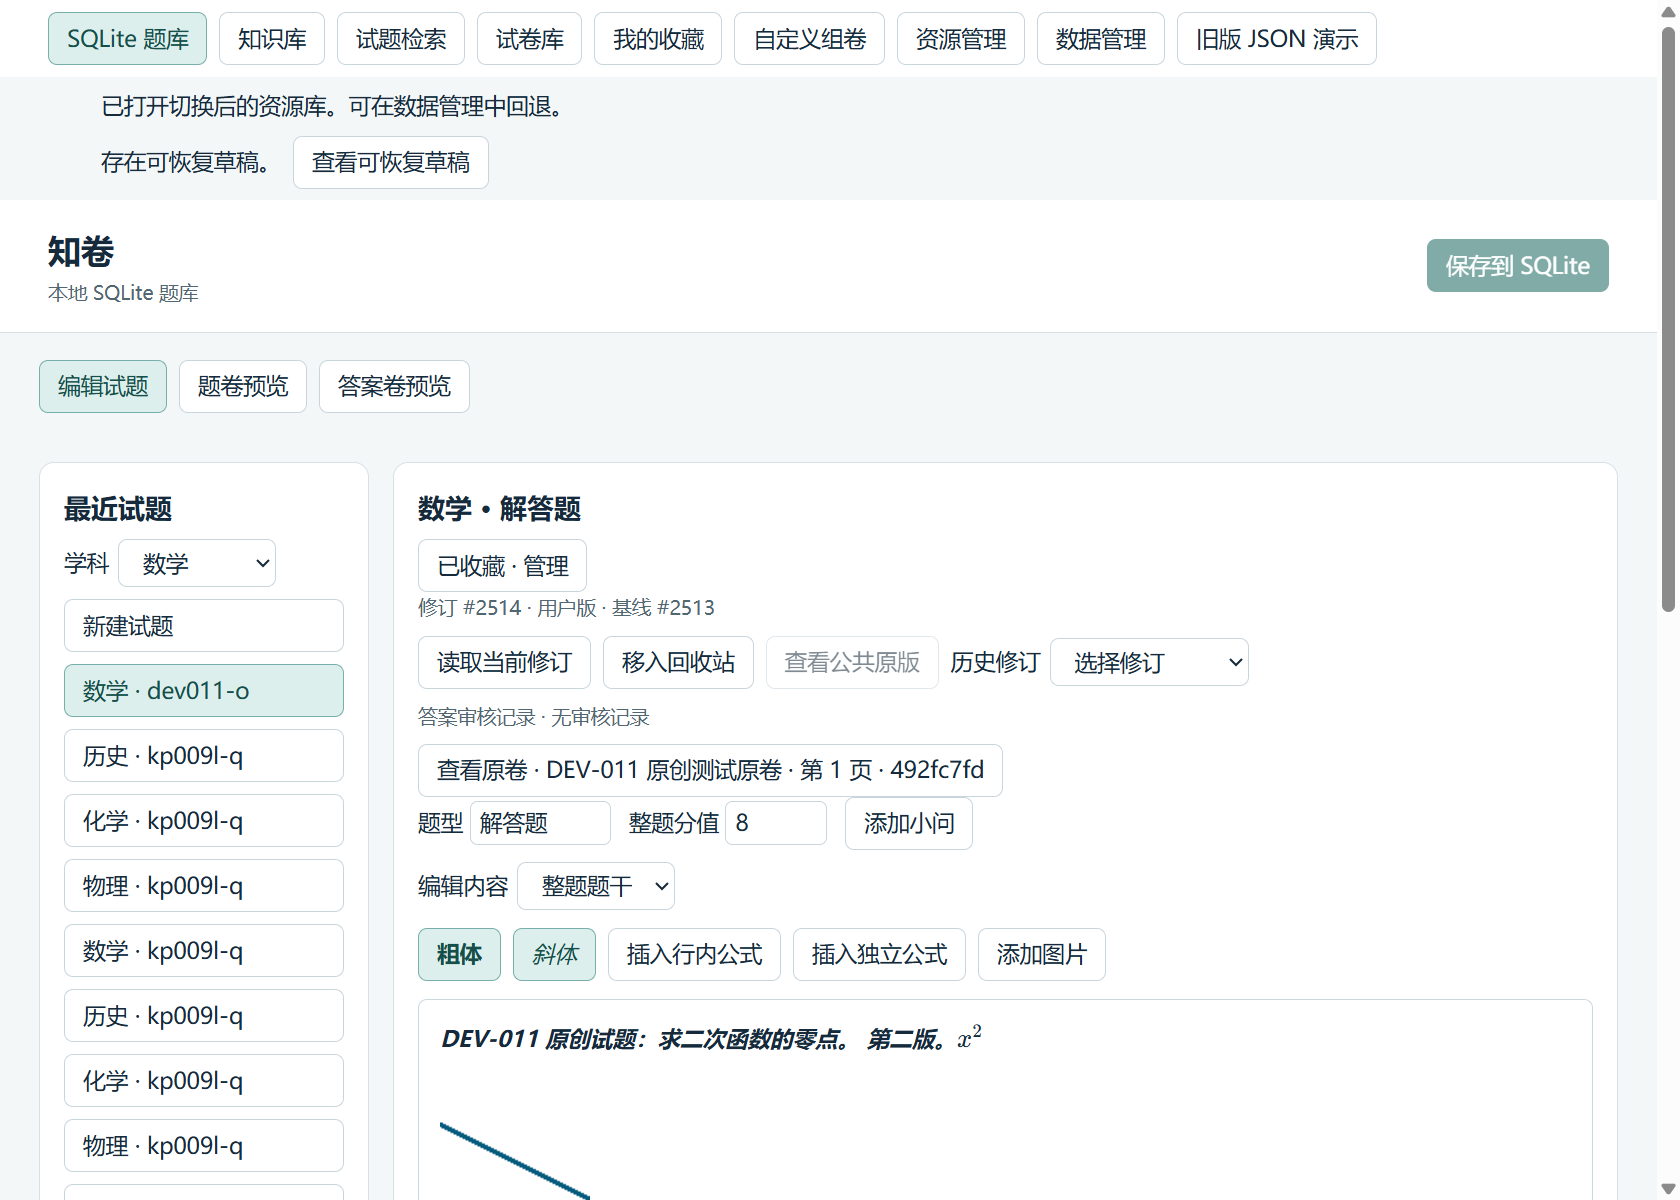 SQLite 题库 知识库 试题检索 试卷库 我的收藏 自定义组卷 资源管理 数据管理 旧版 JSON 演示
已打开切换后的资源库。可在数据管理中回退。
存在可恢复草稿。 查看可恢复草稿
知卷
本地 SQLite 题库
保存到 SQLite
编辑试题 题卷预览 答案卷预览
最近试题
学科 数学
新建试题
数学 · dev011-o
历史 · kp009l-q
化学 · kp009l-q
物理 · kp009l-q
数学 · kp009l-q
历史 · kp009l-q
化学 · kp009l-q
物理 · kp009l-q
数学 · 解答题
已收藏 · 管理
修订 #2514 · 用户版 · 基线 #2513
读取当前修订 移入回收站 查看公共原版 历史修订 选择修订
答案审核记录 · 无审核记录
查看原卷 · DEV-011 原创测试原卷 · 第 1 页 · 492fc7fd
题型 解答题 整题分值 8 添加小问
编辑内容 整题题干
粗体 斜体 插入行内公式 插入独立公式 添加图片
DEV-011 原创试题：求二次函数的零点。 第二版。x²